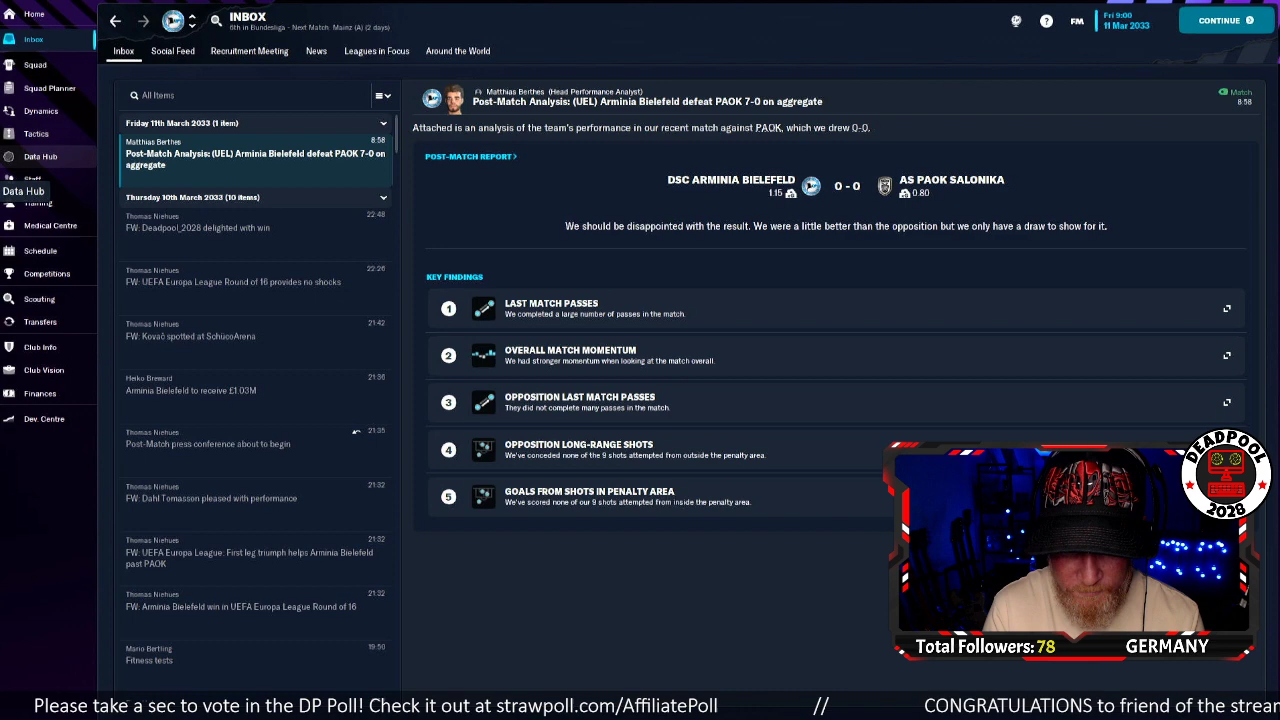 Home
Inbox
Squad
Squad Planner
Dynamics
Tactics
Data Hub
Staff
Data Hub
Training
Medical Centre
Schedule
Competitions
Scouting
Transfers
Club Info
Club Vision
Finances
Dev. Centre
INBOX
6th in Bundesliga - Next Match: Mainz (A) (2 days)
FM
Fri 9:00
11 Mar 2033
CONTINUE
Inbox
Social Feed
Recruitment Meeting
News
Leagues in Focus
Around the World
All Items
Friday 11th March 2033 (1 item)
Matthias Berthes
8:58
Post-Match Analysis: (UEL) Arminia Bielefeld defeat PAOK 7-0 on
aggregate
Thursday 10th March 2033 (10 items)
Thomas Niehues
22:48
FW: Deadpool_2028 delighted with win
Thomas Niehues
22:26
FW: UEFA Europa League Round of 16 provides no shocks
Thomas Niehues
21:42
FW: Kovač spotted at SchücoArena
Heiko Breward
21:36
Arminia Bielefeld to receive £1.03M
Thomas Niehues
21:35
Post-Match press conference about to begin
Thomas Niehues
21:32
FW: Dahl Tomasson pleased with performance
Thomas Niehues
21:32
FW: UEFA Europa League: First leg triumph helps Arminia Bielefeld
past PAOK
Thomas Niehues
21:32
FW: Arminia Bielefeld win in UEFA Europa League Round of 16
Mario Bertling
19:50
Fitness tests
Matthias Berthes (Head Performance Analyst)
Post-Match Analysis: (UEL) Arminia Bielefeld defeat PAOK 7-0 on aggregate
Match
8:58
Attached is an analysis of the team's performance in our recent match against PAOK, which we drew 0-0.
POST-MATCH REPORT >
DSC ARMINIA BIELEFELD
1.15
0 - 0
AS PAOK SALONIKA
0.80
We should be disappointed with the result. We were a little better than the opposition but we only have a draw to show for it.
KEY FINDINGS
1
LAST MATCH PASSES
We completed a large number of passes in the match.
2
OVERALL MATCH MOMENTUM
We had stronger momentum when looking at the match overall.
3
OPPOSITION LAST MATCH PASSES
They did not complete many passes in the match.
4
OPPOSITION LONG-RANGE SHOTS
We've conceded none of the 9 shots attempted from outside the penalty area.
5
GOALS FROM SHOTS IN PENALTY AREA
We've scored none of our 9 shots attempted from inside the penalty area.
DEADPOOL
2028
Total Followers: 78
GERMANY
Please take a sec to vote in the DP Poll! Check it out at strawpoll.com/AffiliatePoll // CONGRATULATIONS to friend of the strea